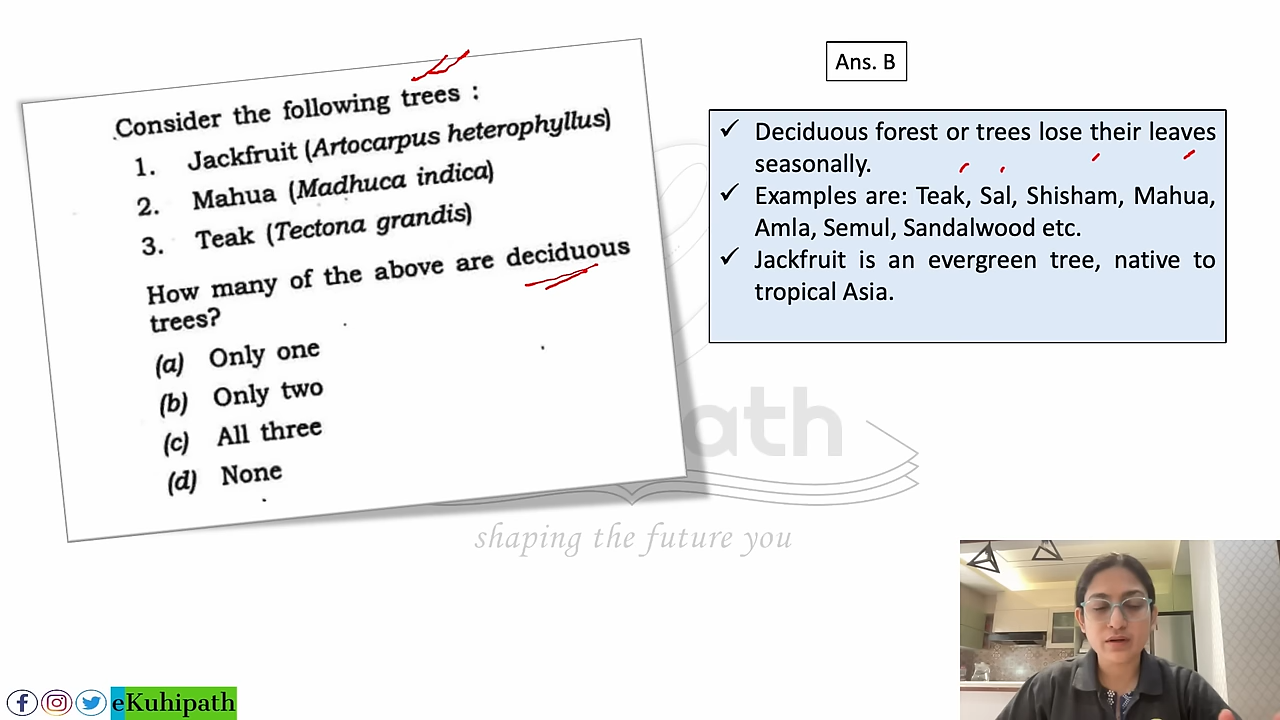 Consider the following trees :
1. Jackfruit (Artocarpus heterophyllus)
2. Mahua (Madhuca indica)
3. Teak (Tectona grandis)
How many of the above are deciduous
trees?
(a) Only one
(b) Only two
(c) All three
(d) None
Ans. B
✓ Deciduous forest or trees lose their leaves
seasonally.
✓ Examples are: Teak, Sal, Shisham, Mahua,
Amla, Semul, Sandalwood etc.
✓ Jackfruit is an evergreen tree, native to
tropical Asia.
ath
shaping the future you
eKuhipath